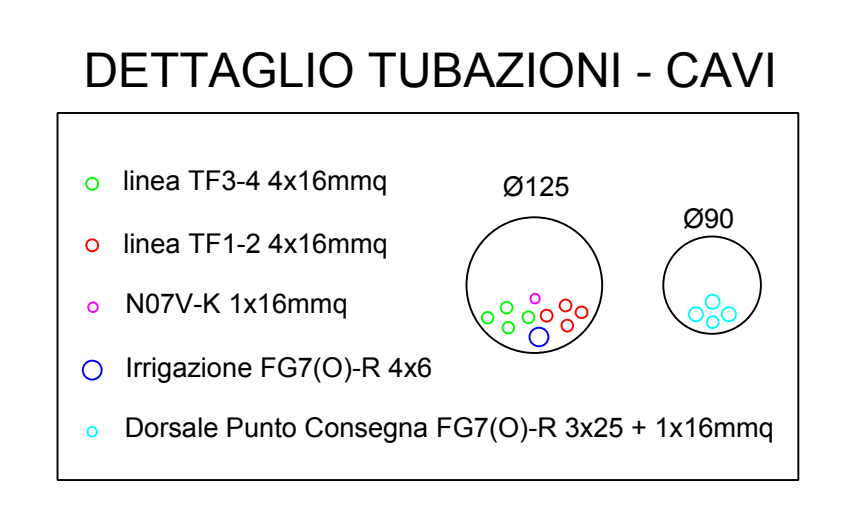 DETTAGLIO TUBAZIONI - CAVI
linea TF3-4 4x16mmq
Ø125
linea TF1-2 4x16mmq
Ø90
N07V-K 1x16mmq
Irrigazione FG7(O)-R 4x6
Dorsale Punto Consegna FG7(O)-R 3x25 + 1x16mmq